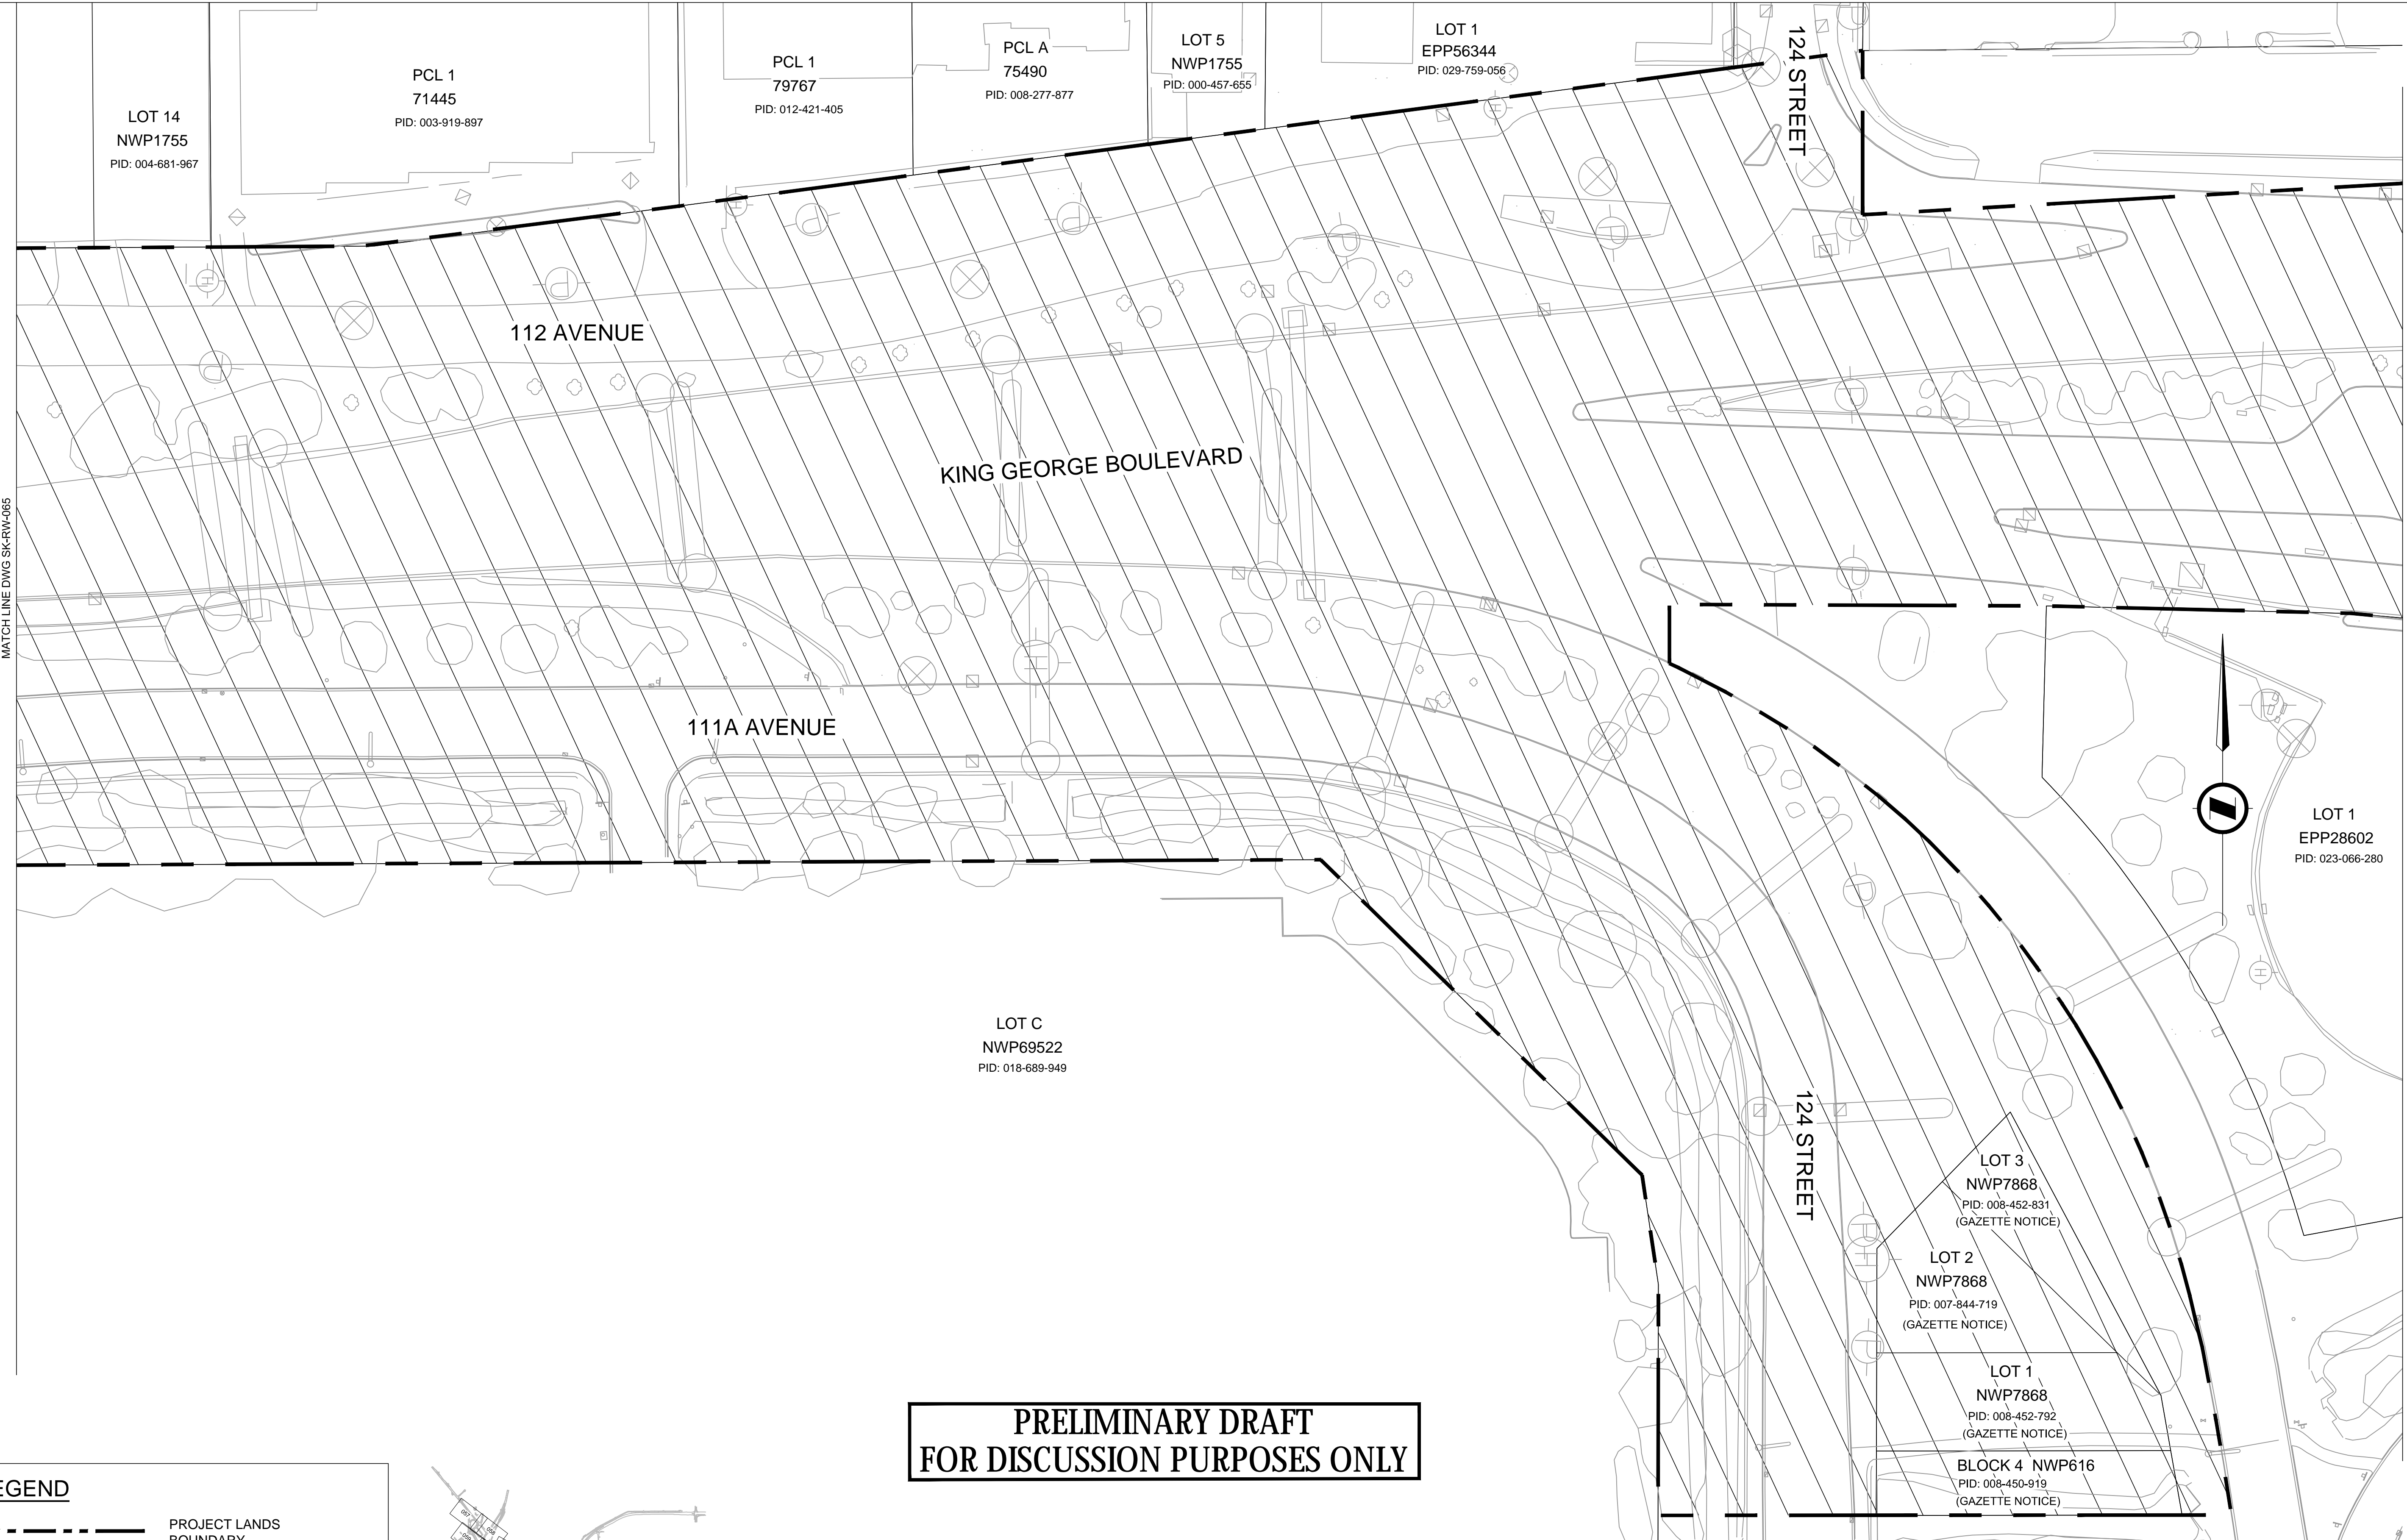 LOT 14
NWP1755
PID: 004-681-967
PCL 1
71445
PID: 003-919-897
PCL 1
79767
PID: 012-421-405
PCL A
75490
PID: 008-277-877
LOT 5
NWP1755
PID: 000-457-655
LOT 1
EPP56344
PID: 029-759-056
124 STREET
112 AVENUE
KING GEORGE BOULEVARD
MATCH LINE DWG SK-RW-065
111A AVENUE
LOT 1
EPP28602
PID: 023-066-280
LOT C
NWP69522
PID: 018-689-949
124 STREET
LOT 3
NWP7868
PID: 008-452-831
(GAZETTE NOTICE)
LOT 2
NWP7868
PID: 007-844-719
(GAZETTE NOTICE)
LOT 1
NWP7868
PID: 008-452-792
(GAZETTE NOTICE)
BLOCK 4 NWP616
PID: 008-450-919
(GAZETTE NOTICE)
PRELIMINARY DRAFT
FOR DISCUSSION PURPOSES ONLY
EGEND
PROJECT LANDS
BOUNDARY